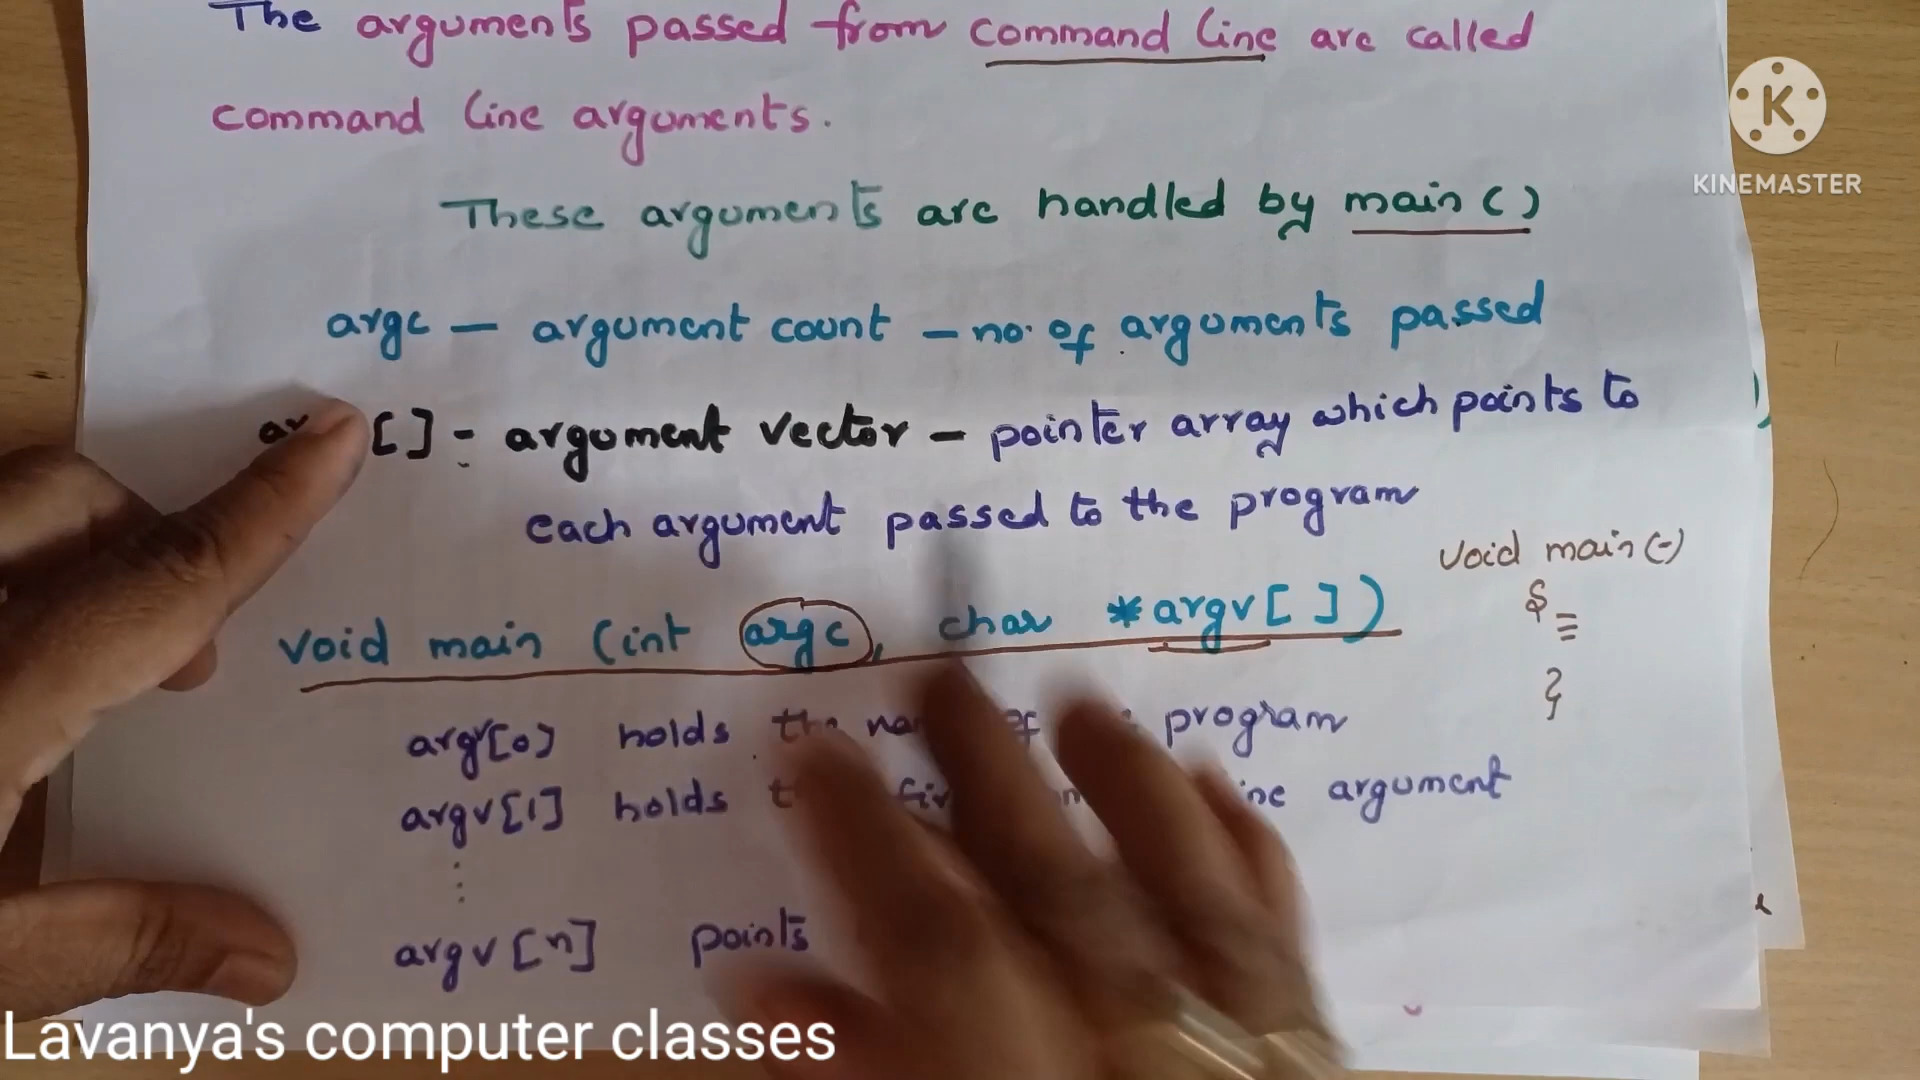 The arguments passed from command line are called
command line arguments.
These arguments are handled by main ( )
argc – argument count – no. of arguments passed
[ ] - argument vector – pointer array which points to
each argument passed to the program
void main (-)
{
}
void main (int argc, char *argv[ ])
argv[0] holds the of program
argv[1] holds argument
argv[n] points
KINEMASTER
Lavanya's computer classes